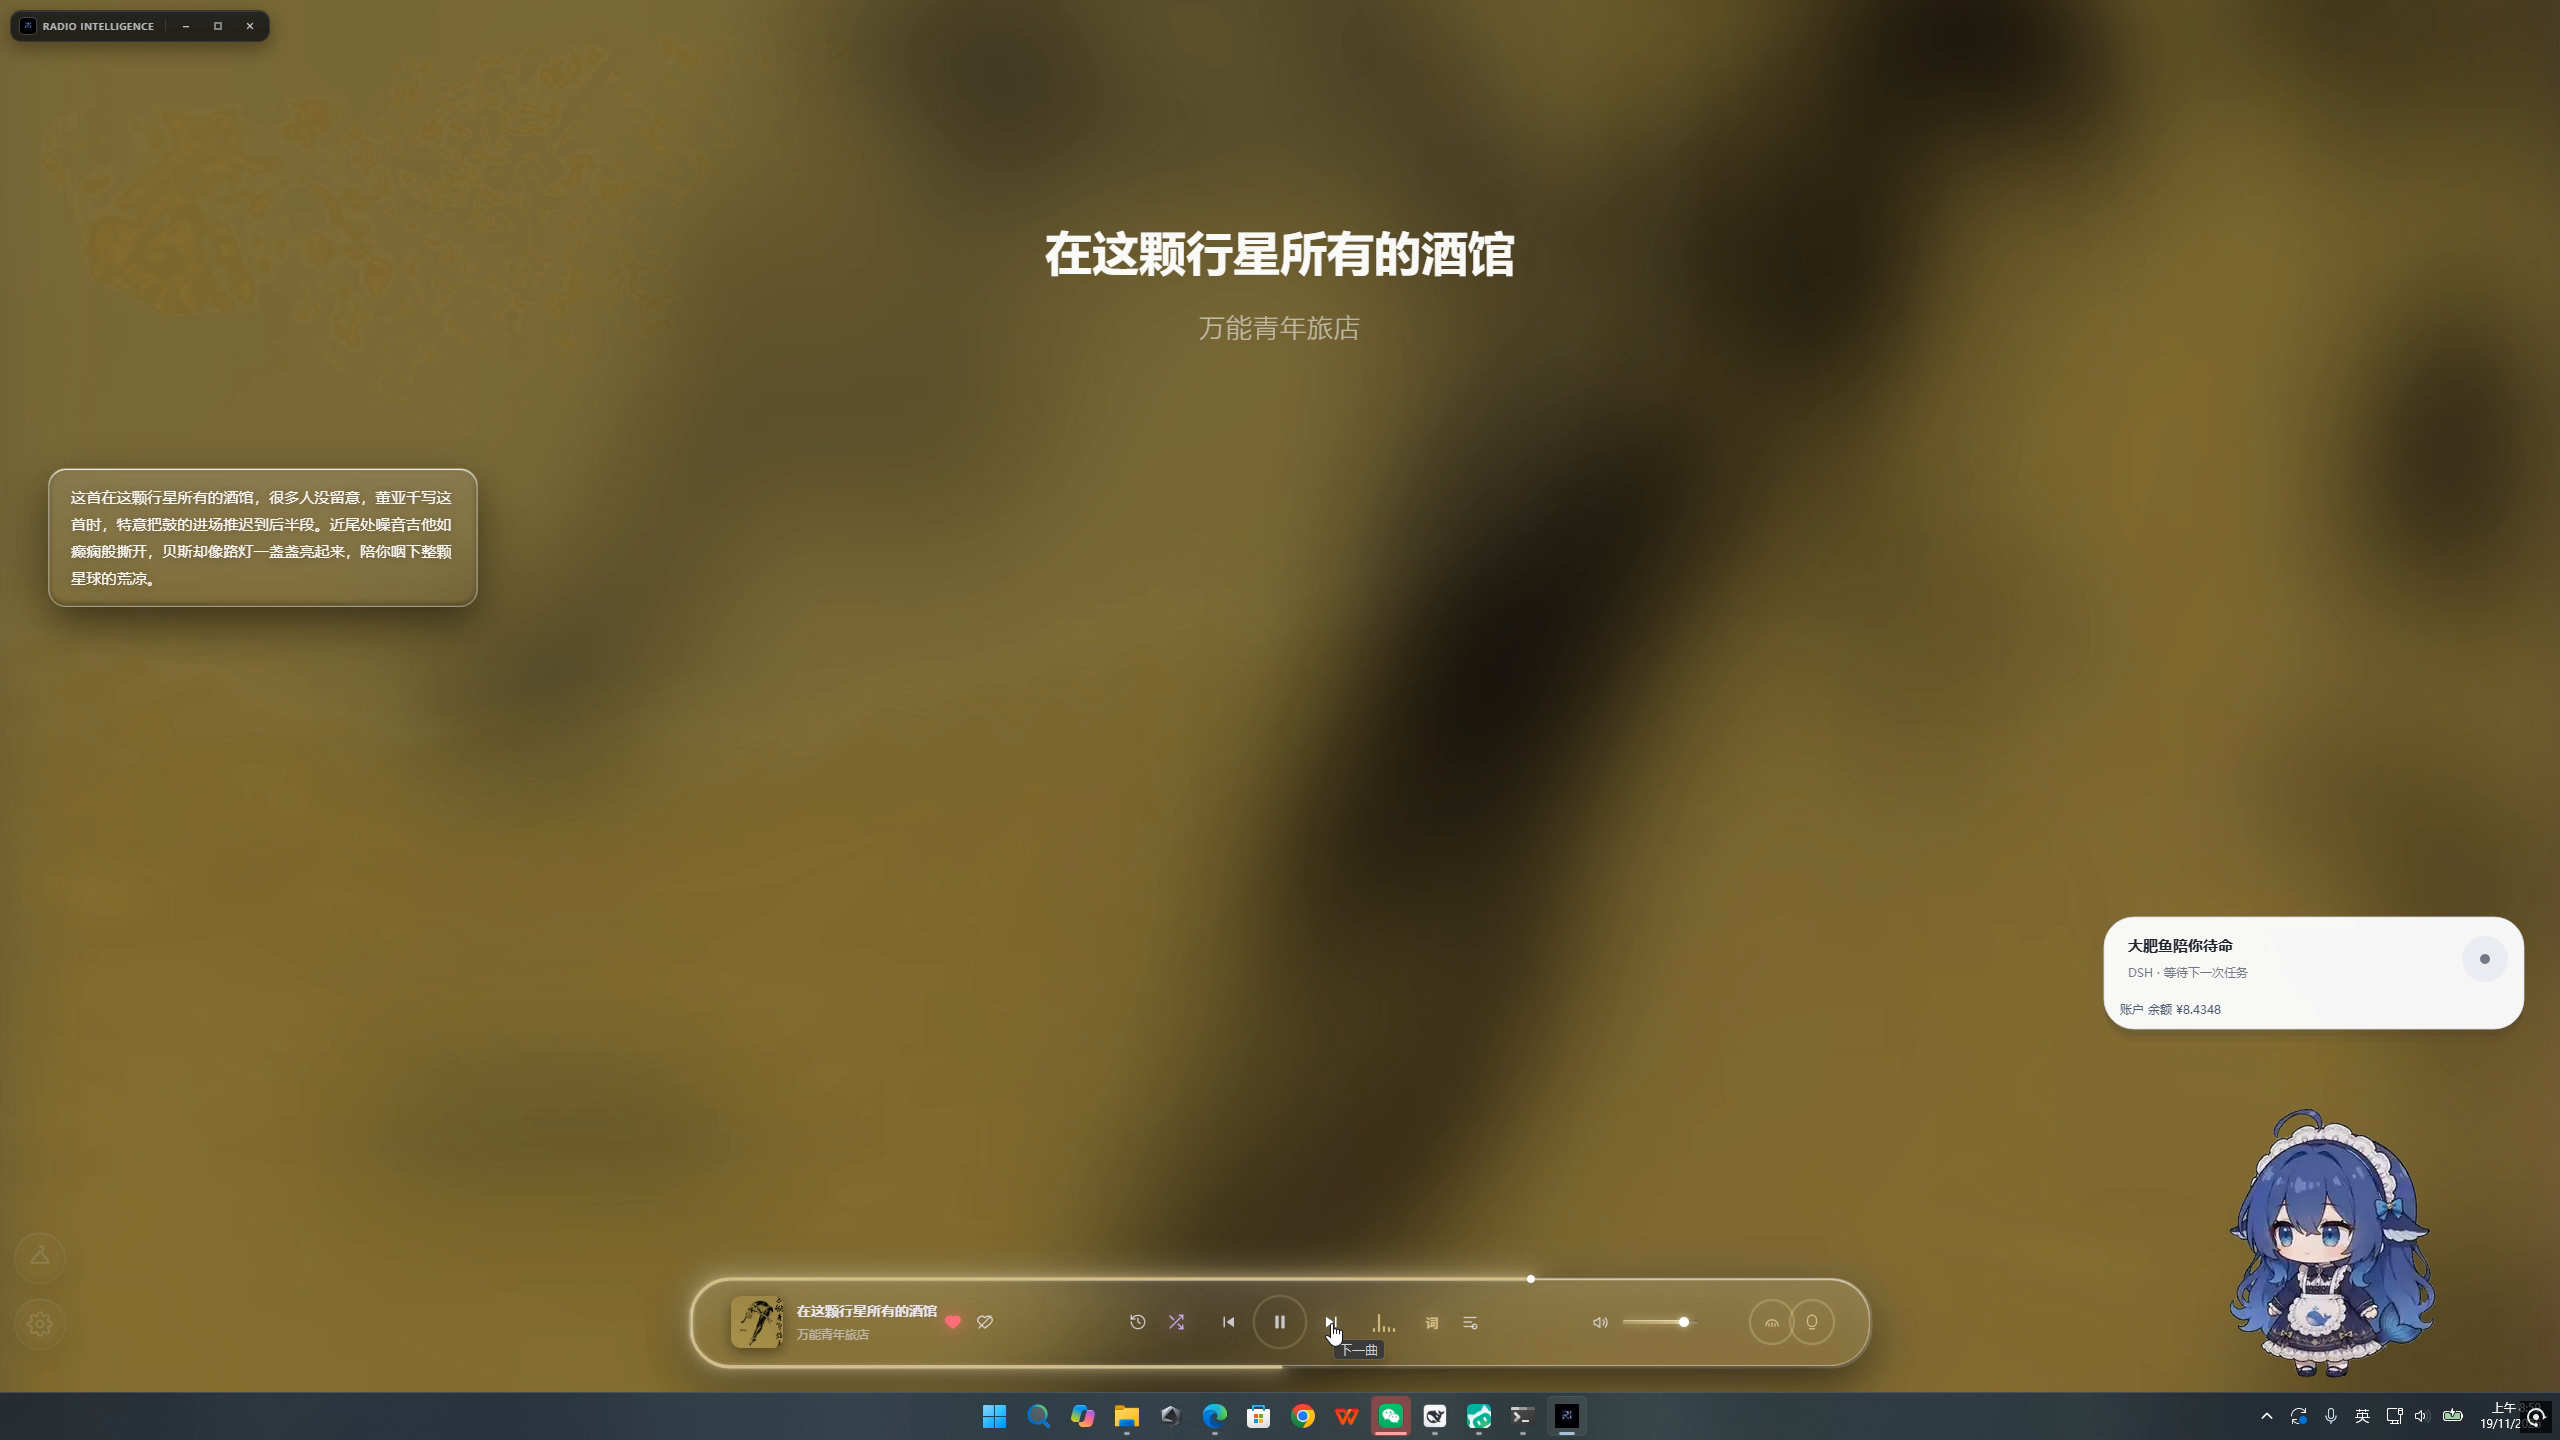 RADIO INTELLIGENCE
在这颗行星所有的酒馆
万能青年旅店
这首在这颗行星所有的酒馆，很多人没留意，董亚千写这
首时，特意把鼓的进场推迟到后半段。近尾处噪音吉他如
癫痫般撕开，贝斯却像路灯一盏盏亮起来，陪你咽下整颗
星球的荒凉。
大肥鱼陪你待命
DSH · 等待下一次任务
账户 余额 ¥8.4348
在这颗行星所有的酒馆
万能青年旅店
词
下一曲
英
上午
19/11/2